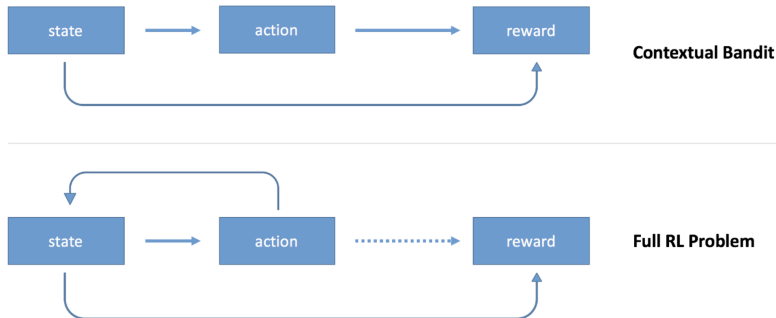 state
action
reward
Contextual Bandit
state
action
reward
Full RL Problem